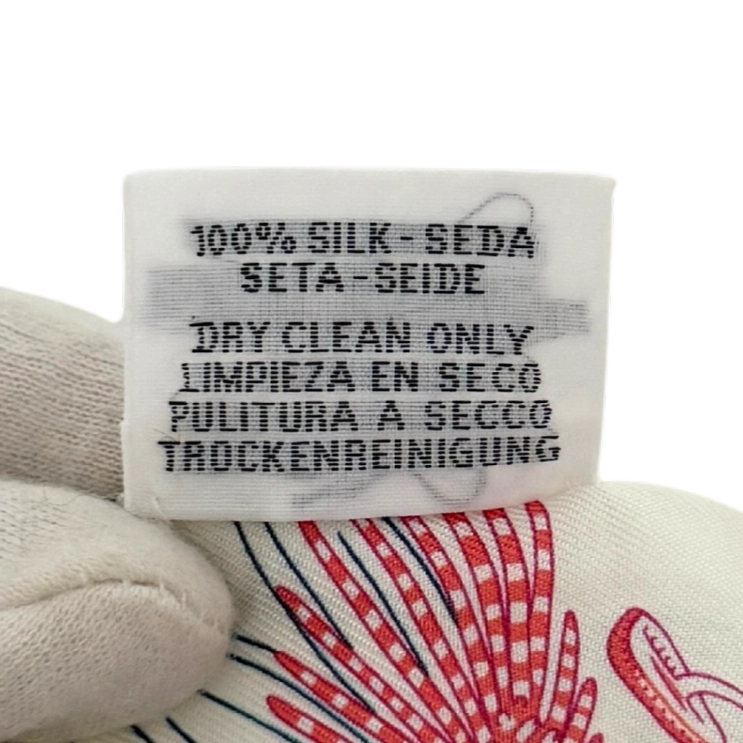 100% SILK - SEDA
SETA - SEIDE
DRY CLEAN ONLY
LIMPIEZA EN SECO
PULITURA A SECCO
TROCKENREINIGUNG